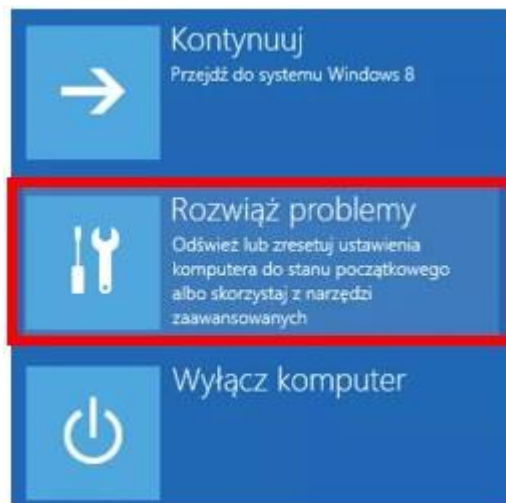 Kontynuuj
Przejdź do systemu Windows 8
Rozwiąż problemy
Odśwież lub zresetuj ustawienia
komputera do stanu początkowego
albo skorzystaj z narzędzi
zaawansowanych
Wyłącz komputer